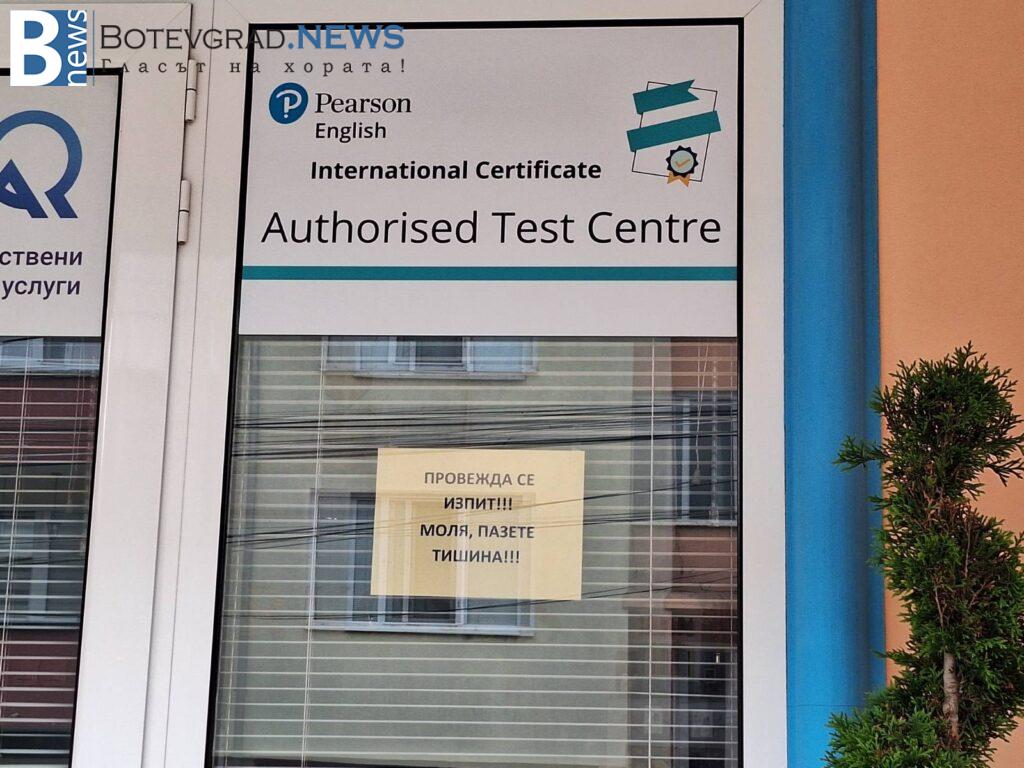 B news
BOTEVGRAD.NEWS
Гласът на хората!
Pearson
English
International Certificate
Authorised Test Centre
услуги
ПРОВЕЖДА СЕ
ИЗПИТ!!!
МОЛЯ, ПАЗЕТЕ
ТИШИНА!!!